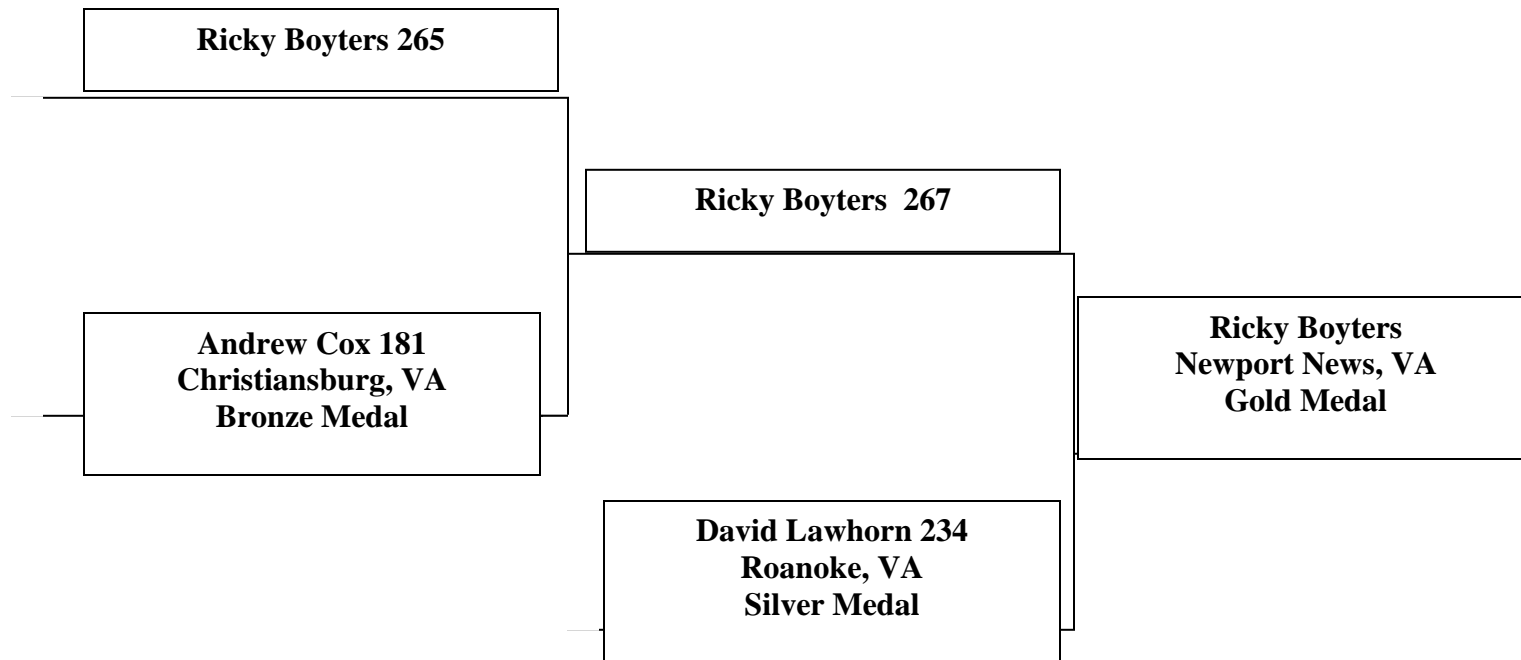 Ricky Boyters 265
Ricky Boyters 267
Andrew Cox 181
Christiansburg, VA
Bronze Medal
Ricky Boyters
Newport News, VA
Gold Medal
David Lawhorn 234
Roanoke, VA
Silver Medal